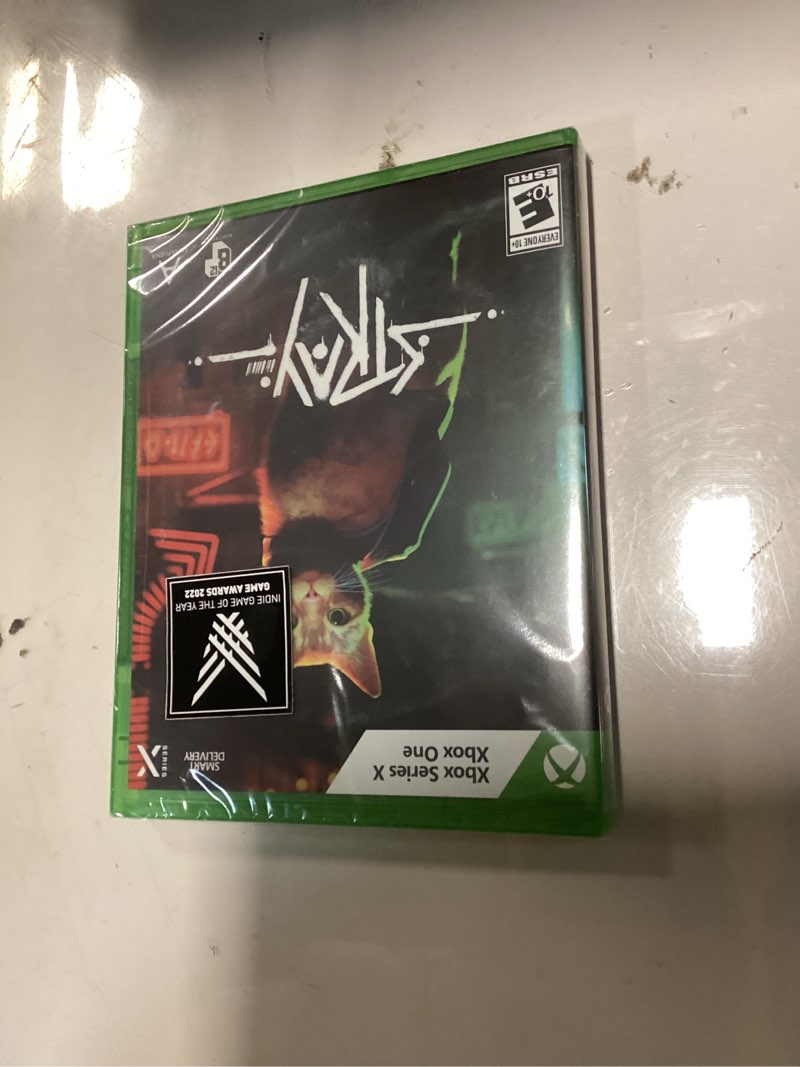 Xbox Series X
Xbox One
SMART
DELIVERY
X
SERIES
INDIE GAME OF THE YEAR
GAME AWARDS 2022
STRAY
EVERYONE 10+
E
10+
ESRB